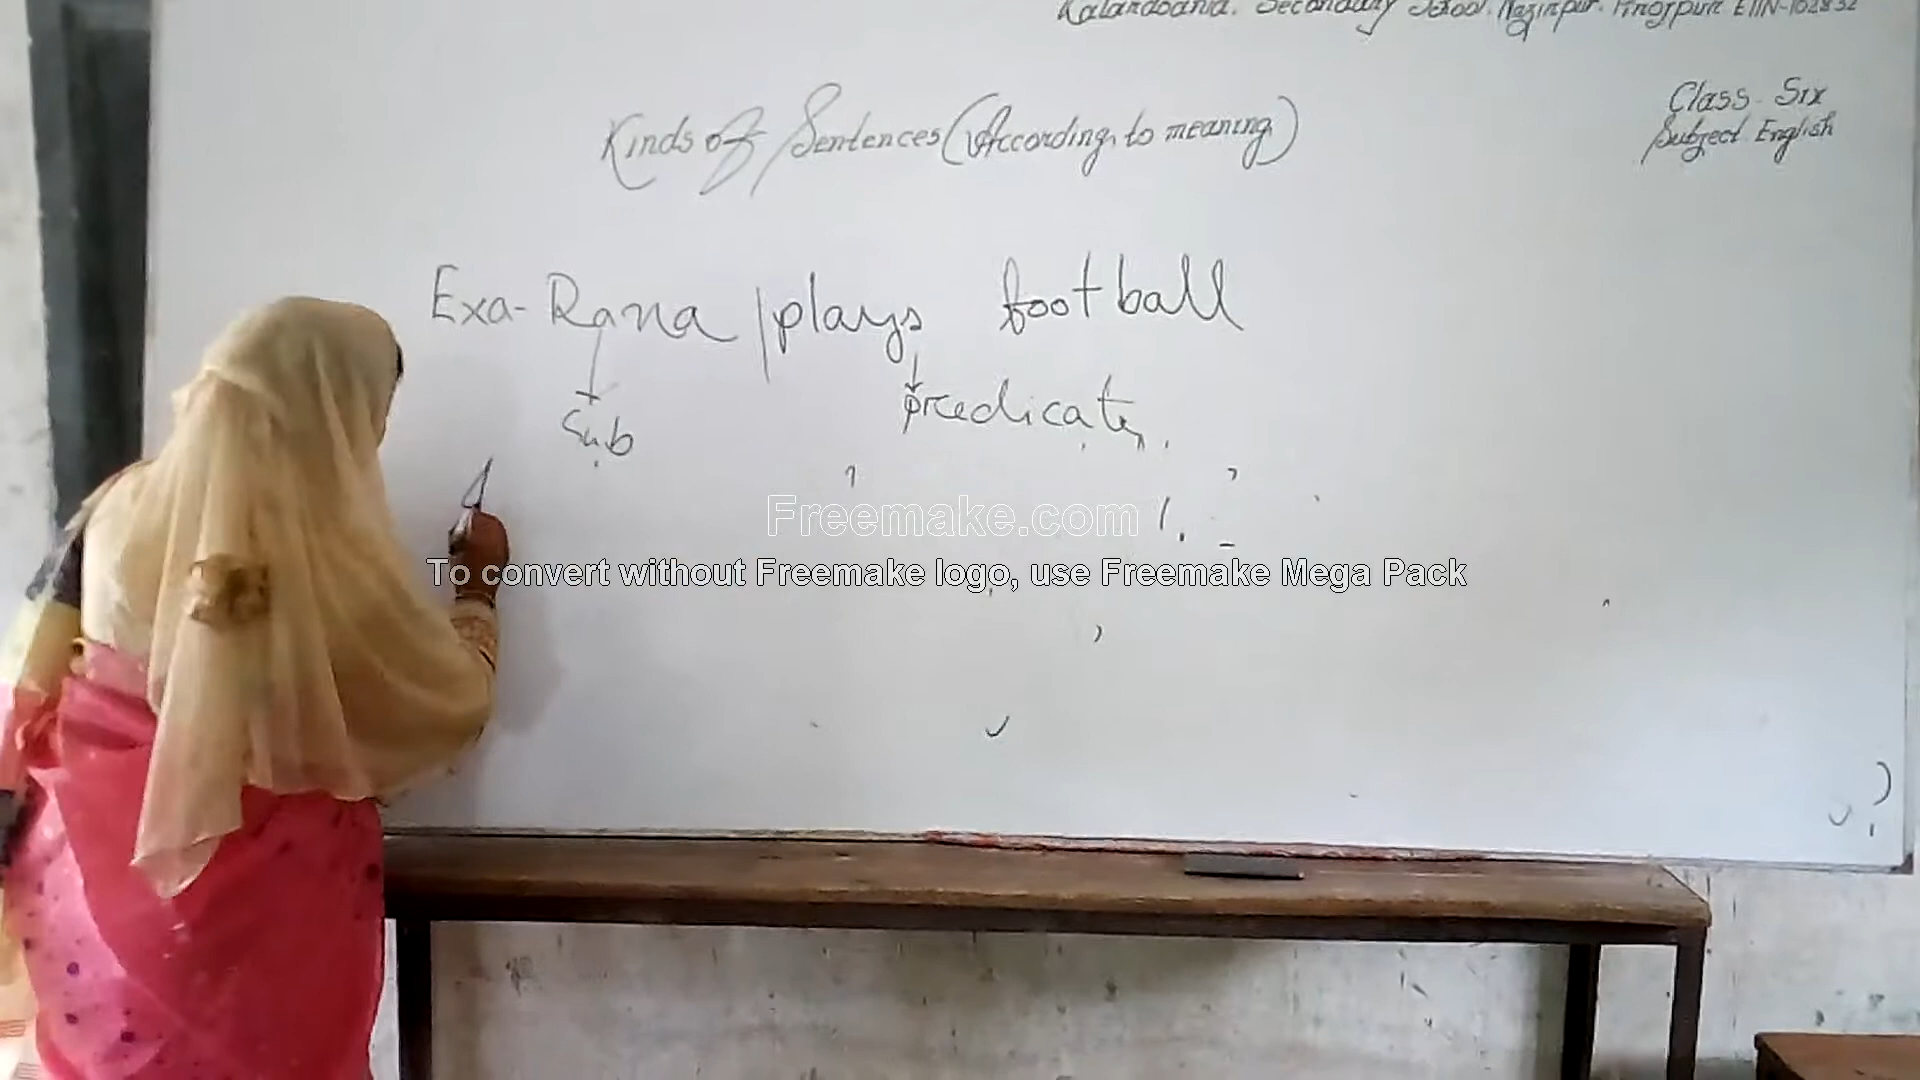 Kalardoania. Secondary School. Nazirpur. Pirojpur EIIN-102832
Class - Six
Subject English
Kinds of Sentences (According to meaning)
Exa- Rana / plays football
Sub predicate.
Freemake.com
To convert without Freemake logo, use Freemake Mega Pack